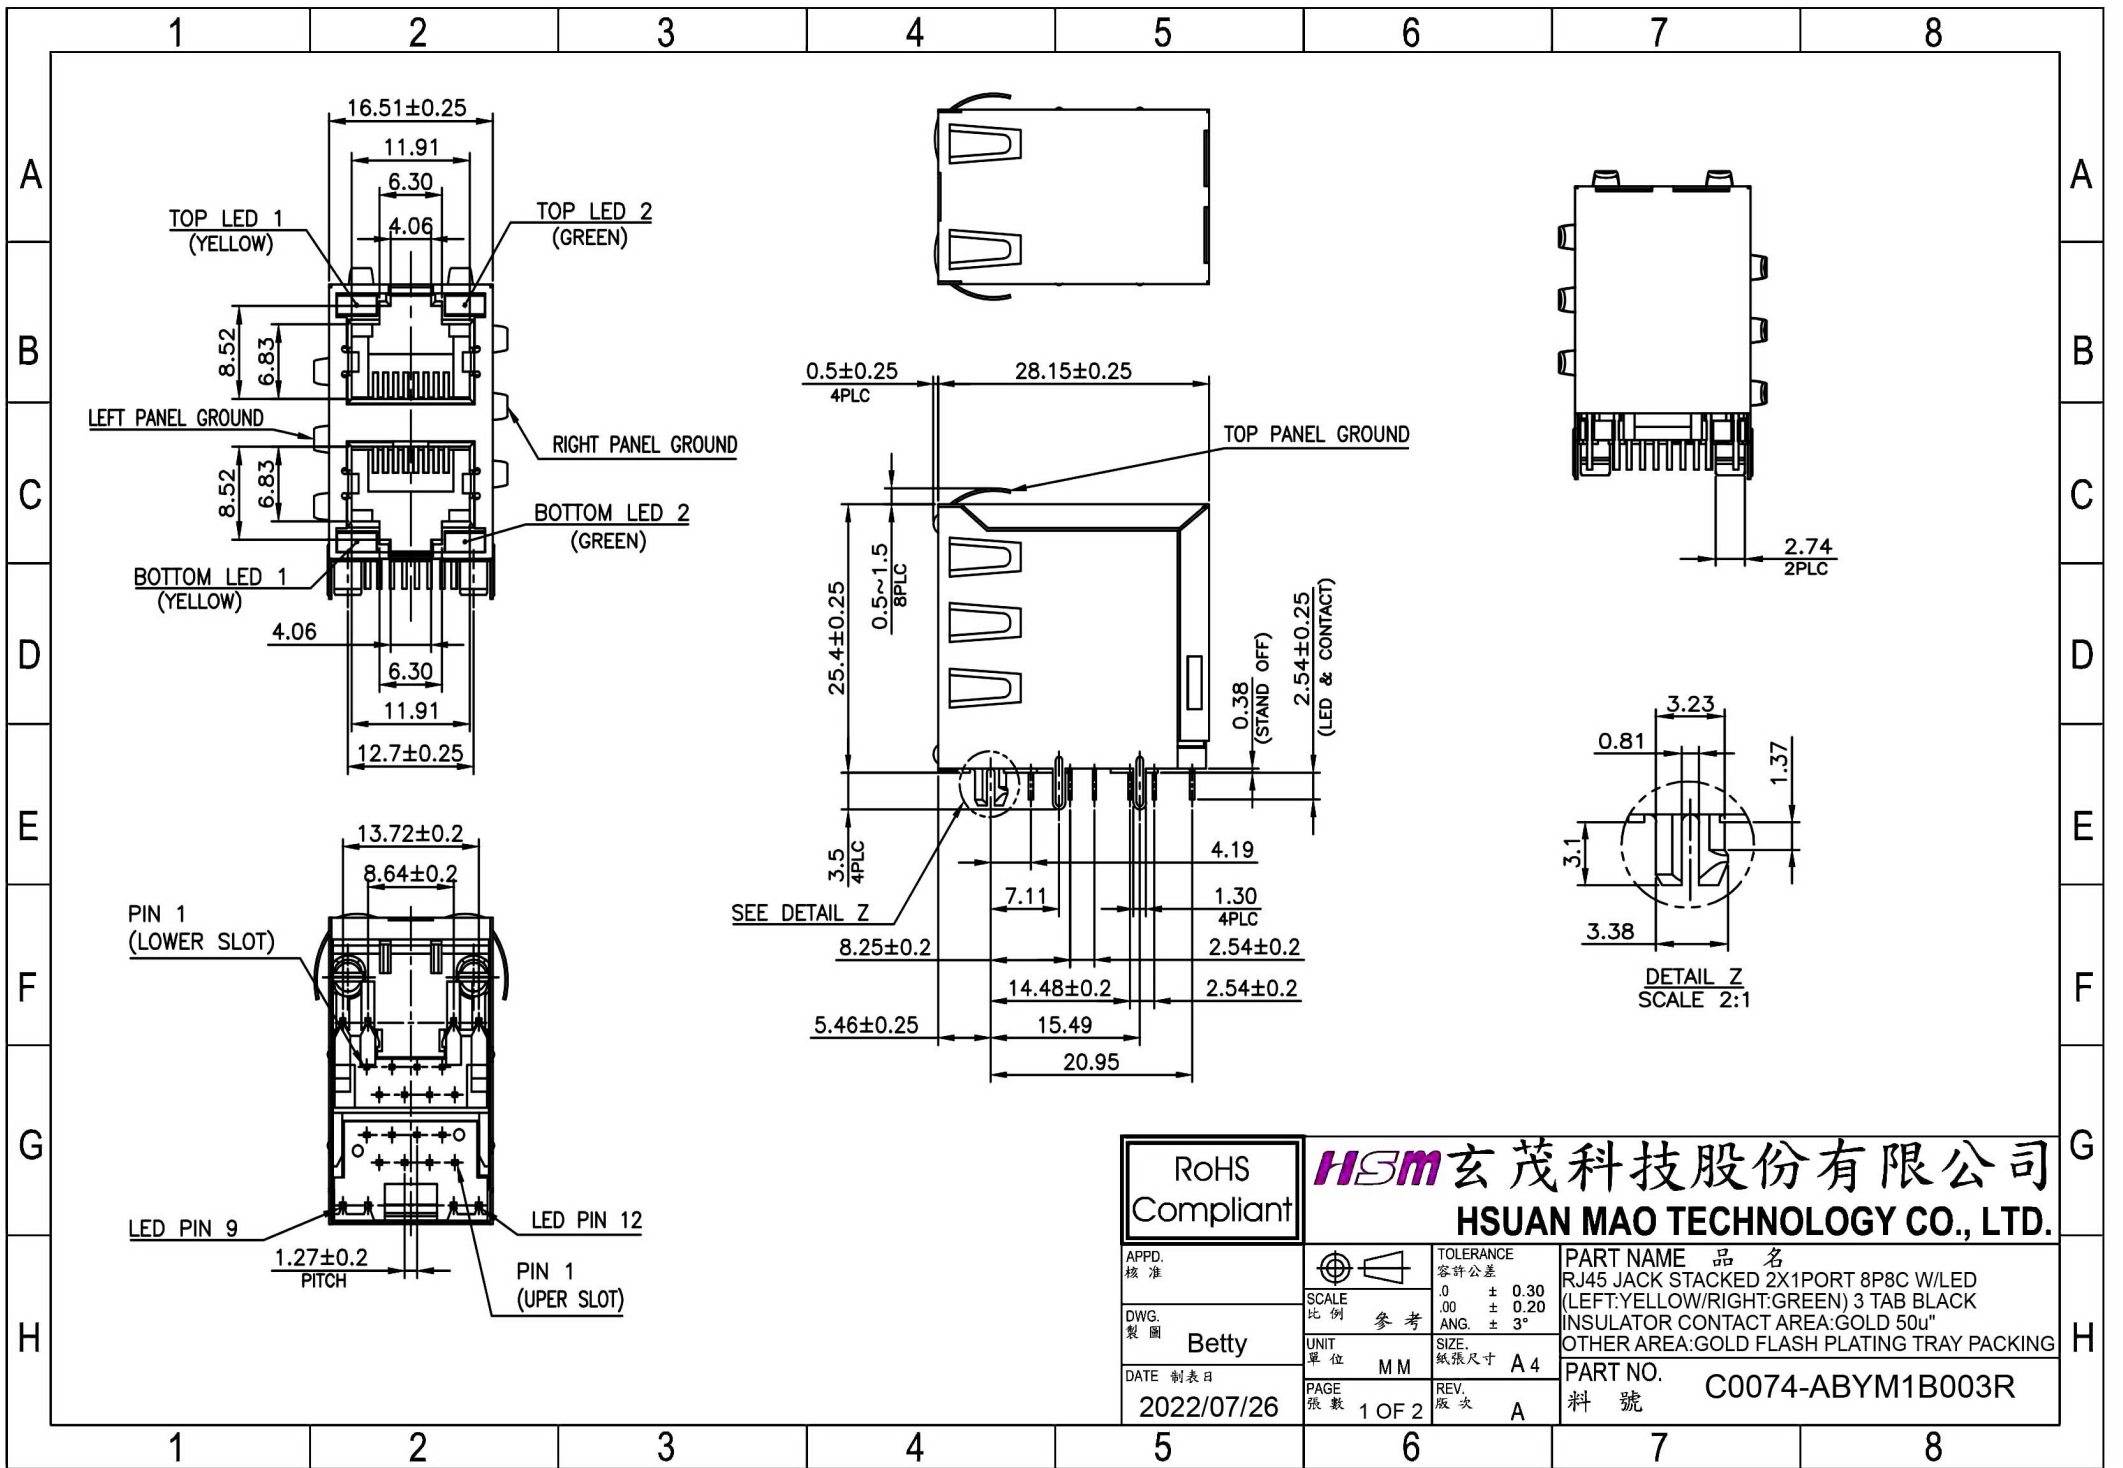 1 2 3 4 5 6 7 8
A
B
C
D
E
F
G
H
16.51±0.25
11.91
6.30
4.06
TOP LED 1
(YELLOW)
TOP LED 2
(GREEN)
8.52
6.83
LEFT PANEL GROUND
RIGHT PANEL GROUND
8.52
6.83
BOTTOM LED 2
(GREEN)
BOTTOM LED 1
(YELLOW)
4.06
6.30
11.91
12.7±0.25
13.72±0.2
8.64±0.2
PIN 1
(LOWER SLOT)
LED PIN 9
LED PIN 12
1.27±0.2
PITCH
PIN 1
(UPER SLOT)
0.5±0.25
4PLC
28.15±0.25
TOP PANEL GROUND
0.5~1.5
8PLC
25.4±0.25
0.38
(STAND OFF)
2.54±0.25
(LED & CONTACT)
3.5
4PLC
SEE DETAIL Z
4.19
7.11
1.30
4PLC
8.25±0.2
2.54±0.2
14.48±0.2
2.54±0.2
5.46±0.25
15.49
20.95
2.74
2PLC
3.23
0.81
1.37
3.1
3.38
DETAIL Z
SCALE 2:1
A
B
C
D
E
F
G
H
RoHS
Compliant
HSM 玄茂科技股份有限公司
HSUAN MAO TECHNOLOGY CO., LTD.
APPD.
核 准
DWG.
製 圖
Betty
DATE 制表日
2022/07/26
SCALE
比 例
參 考
UNIT
單 位
MM
PAGE
張 數
1 OF 2
TOLERANCE
容許公差
.0 ± 0.30
.00 ± 0.20
ANG. ± 3°
SIZE.
紙張尺寸
A4
REV.
版 次
A
PART NAME 品 名
RJ45 JACK STACKED 2X1PORT 8P8C W/LED
(LEFT:YELLOW/RIGHT:GREEN) 3 TAB BLACK
INSULATOR CONTACT AREA:GOLD 50u"
OTHER AREA:GOLD FLASH PLATING TRAY PACKING
PART NO.
料 號
C0074-ABYM1B003R
1 2 3 4 5 6 7 8